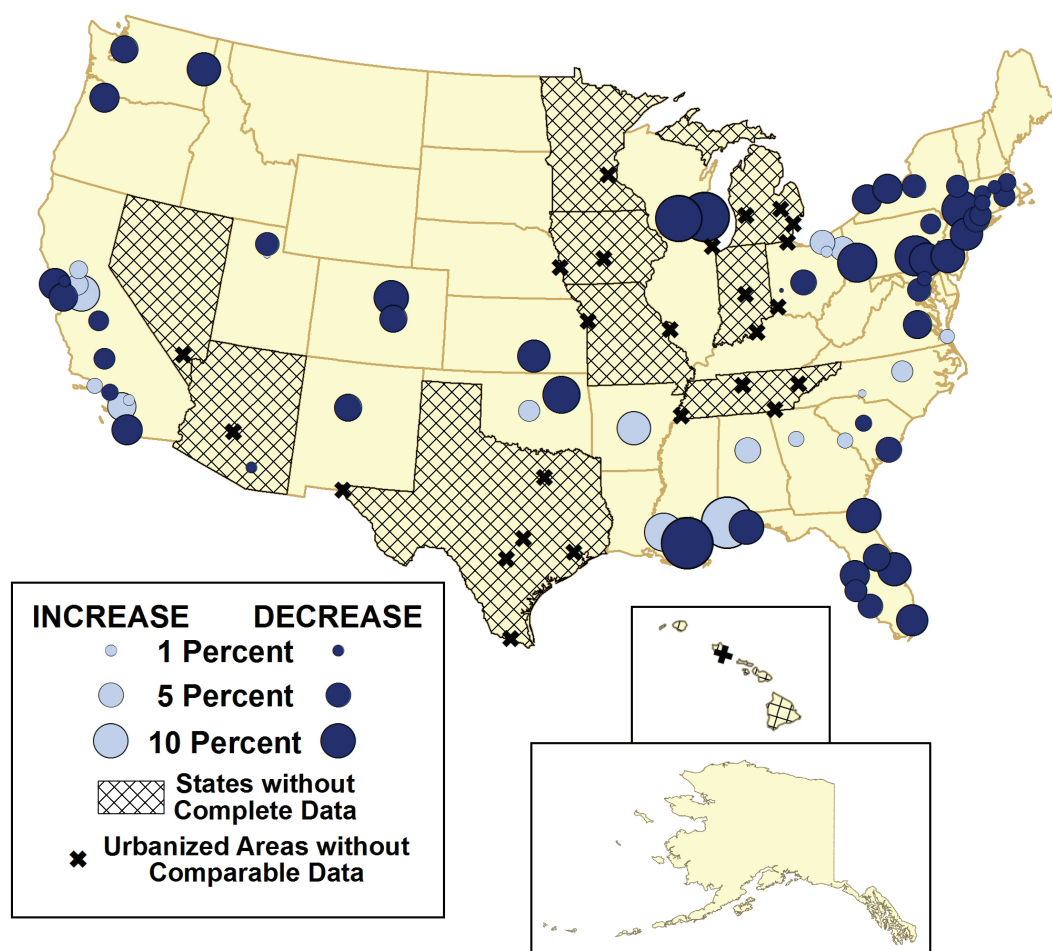 INCREASE DECREASE
1 Percent
5 Percent
10 Percent
States without
Complete Data
Urbanized Areas without
Comparable Data